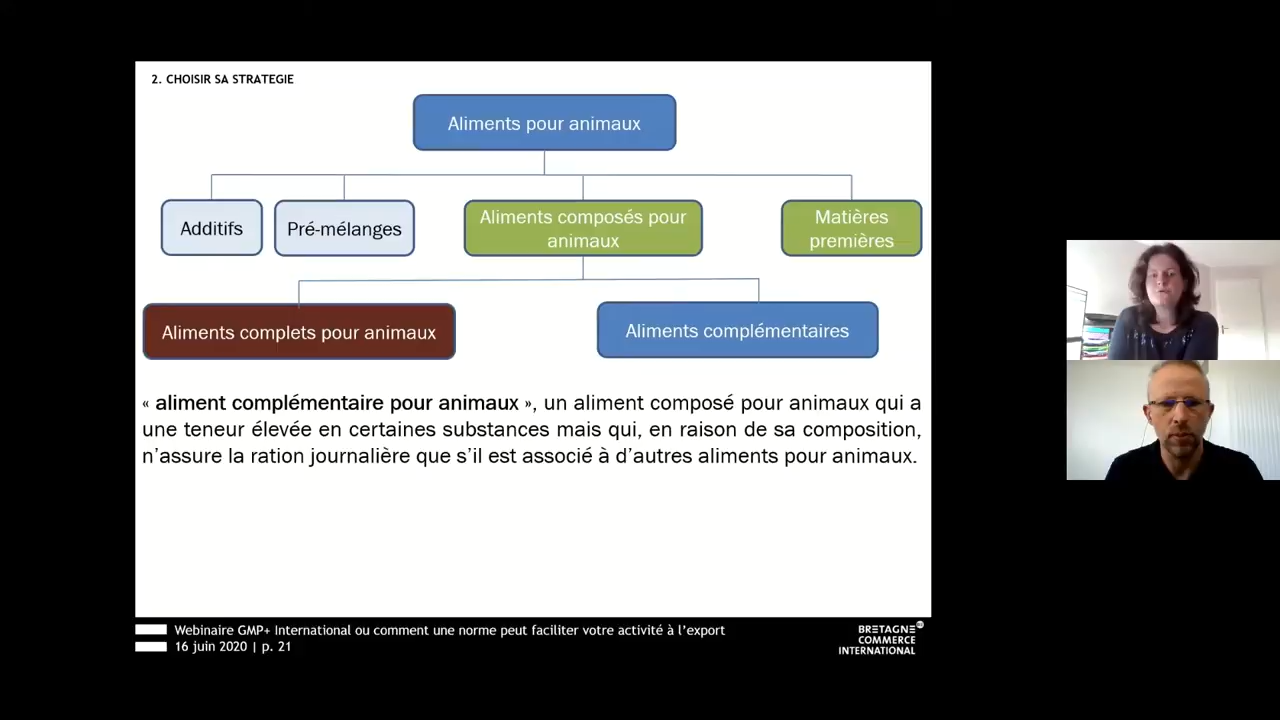 2. CHOISIR SA STRATEGIE
Aliments pour animaux
Additifs
Pré-mélanges
Aliments composés pour
animaux
Matières
premières
Aliments complets pour animaux
Aliments complémentaires
« aliment complémentaire pour animaux », un aliment composé pour animaux qui a
une teneur élevée en certaines substances mais qui, en raison de sa composition,
n’assure la ration journalière que s’il est associé à d’autres aliments pour animaux.
Webinaire GMP+ International ou comment une norme peut faciliter votre activité à l’export
16 juin 2020 | p. 21
BRETAGNE
COMMERCE
INTERNATIONAL